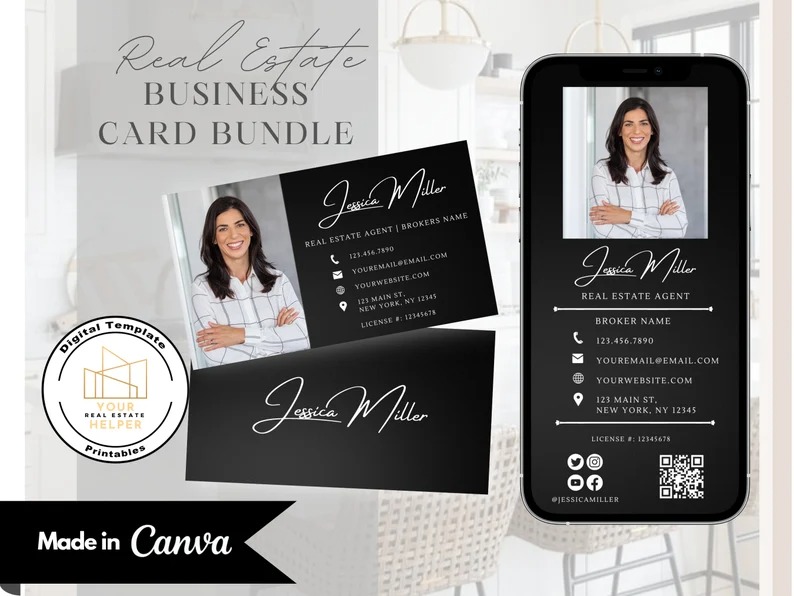 Real Estate
BUSINESS
CARD BUNDLE
Jessica Miller
REAL ESTATE AGENT | BROKERS NAME
123.456.7890
YOUREMAIL@EMAIL.COM
YOURWEBSITE.COM
123 MAIN ST,
NEW YORK, NY 12345
LICENSE #: 12345678
Jessica Miller
Digital Template
YOUR
REAL ESTATE
HELPER
Printables
Made in Canva
Jessica Miller
REAL ESTATE AGENT
BROKER NAME
123.456.7890
YOUREMAIL@EMAIL.COM
YOURWEBSITE.COM
123 MAIN ST,
NEW YORK, NY 12345
LICENSE #: 12345678
@JESSICAMILLER